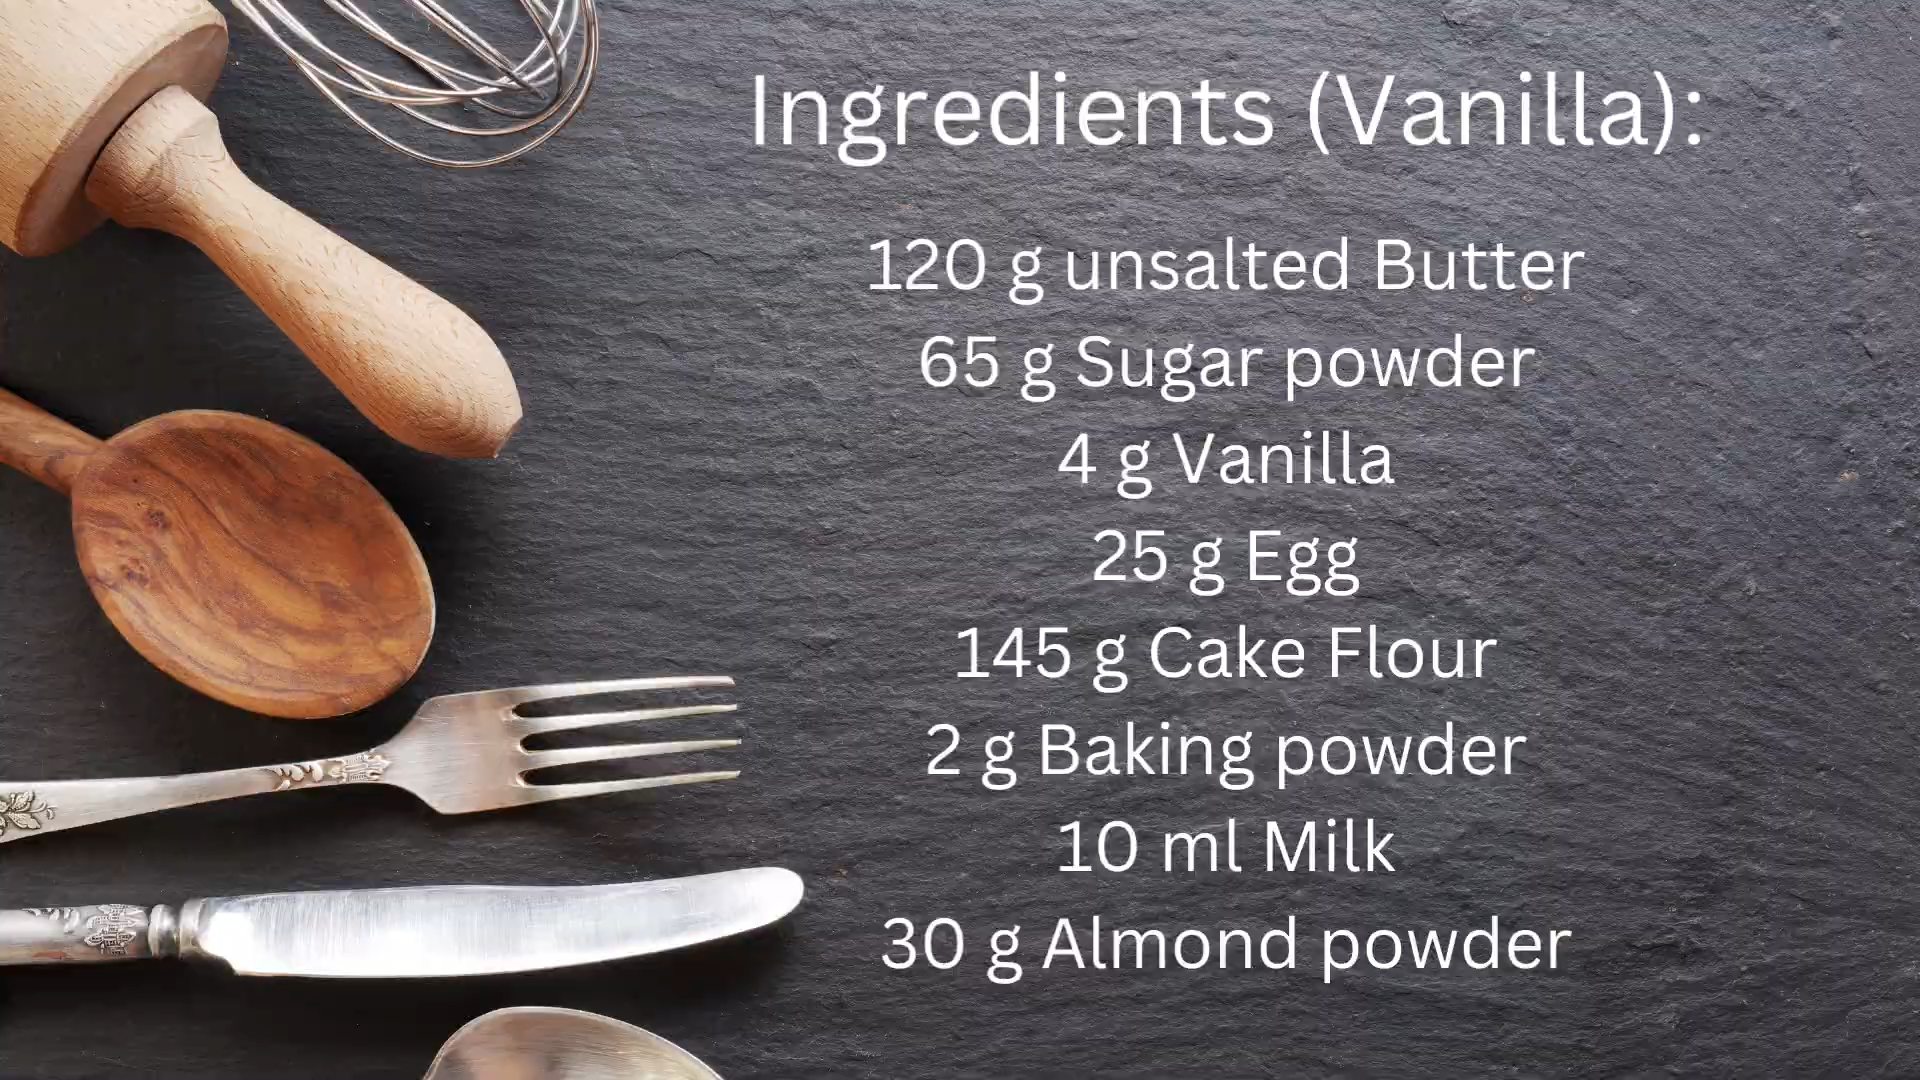 Ingredients (Vanilla):
120 g unsalted Butter
65 g Sugar powder
4 g Vanilla
25 g Egg
145 g Cake Flour
2 g Baking powder
10 ml Milk
30 g Almond powder